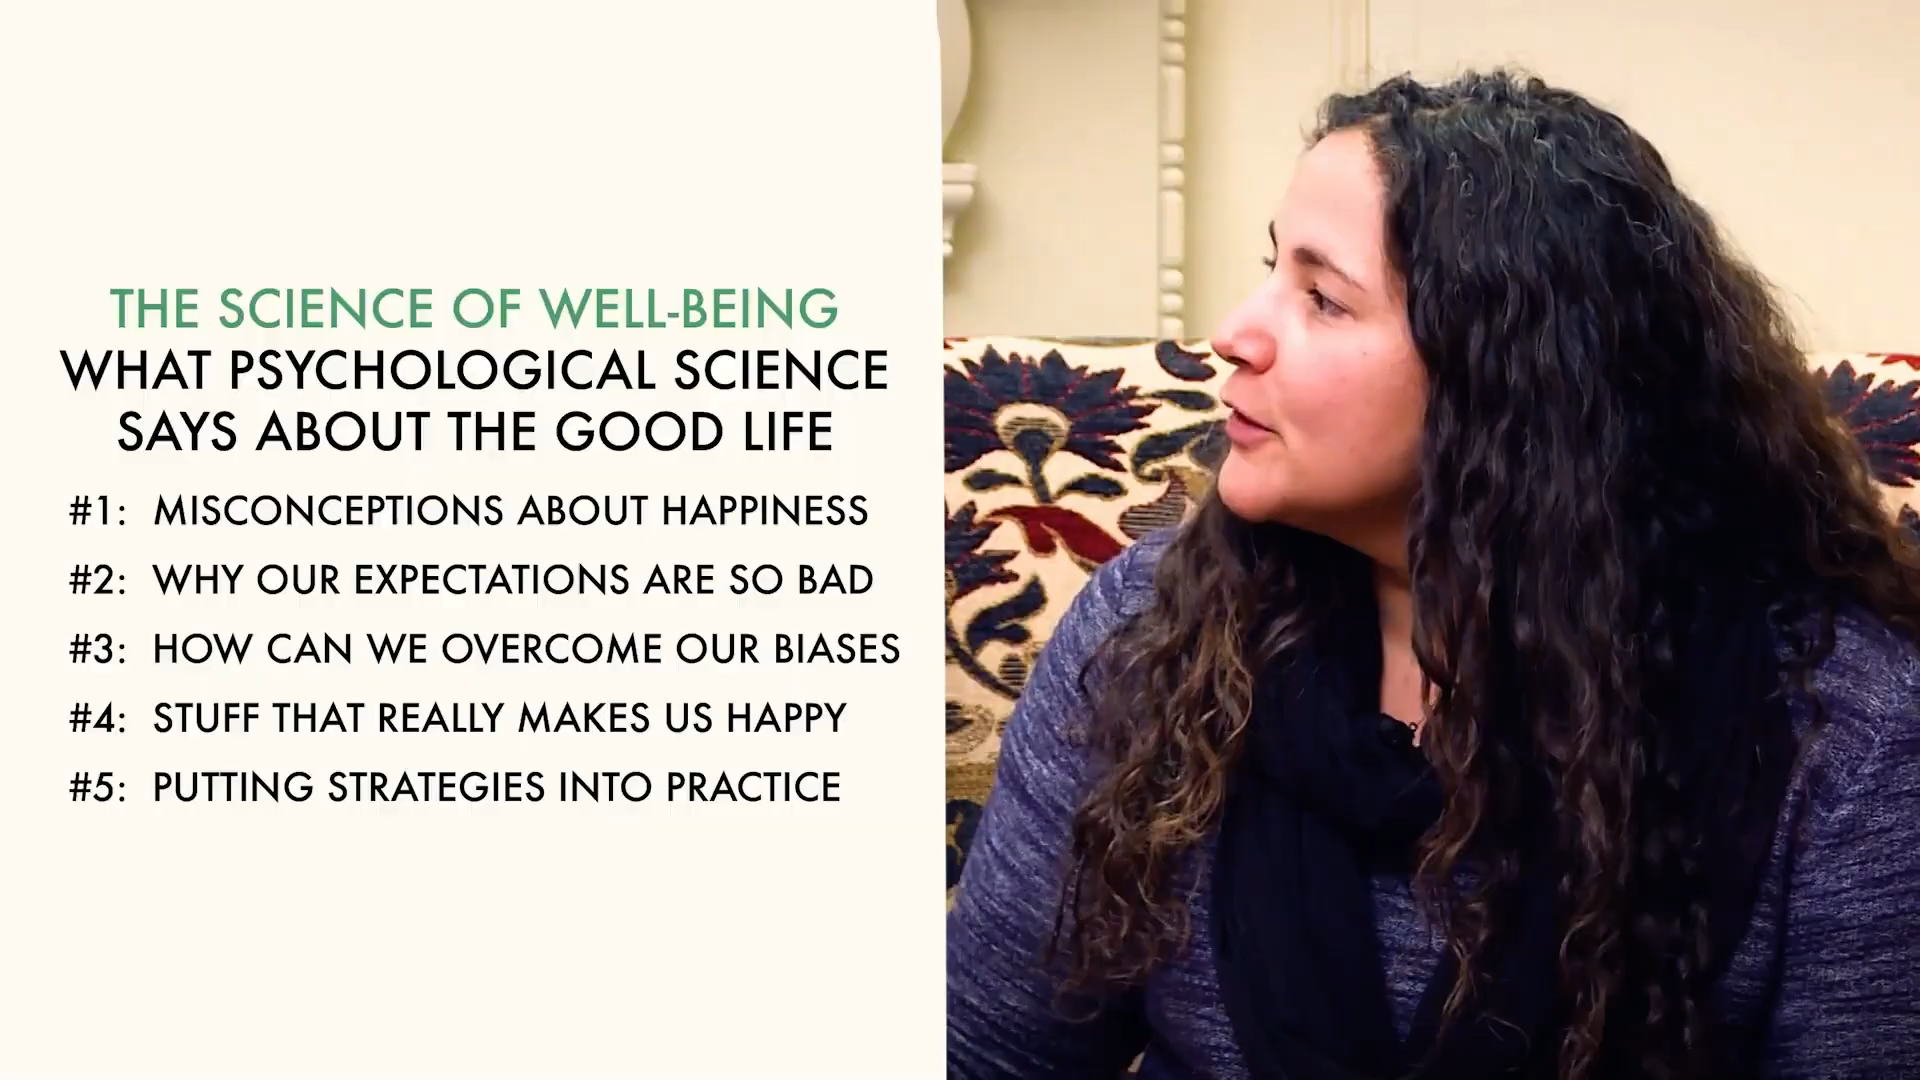 THE SCIENCE OF WELL-BEING
WHAT PSYCHOLOGICAL SCIENCE
SAYS ABOUT THE GOOD LIFE
#1: MISCONCEPTIONS ABOUT HAPPINESS
#2: WHY OUR EXPECTATIONS ARE SO BAD
#3: HOW CAN WE OVERCOME OUR BIASES
#4: STUFF THAT REALLY MAKES US HAPPY
#5: PUTTING STRATEGIES INTO PRACTICE